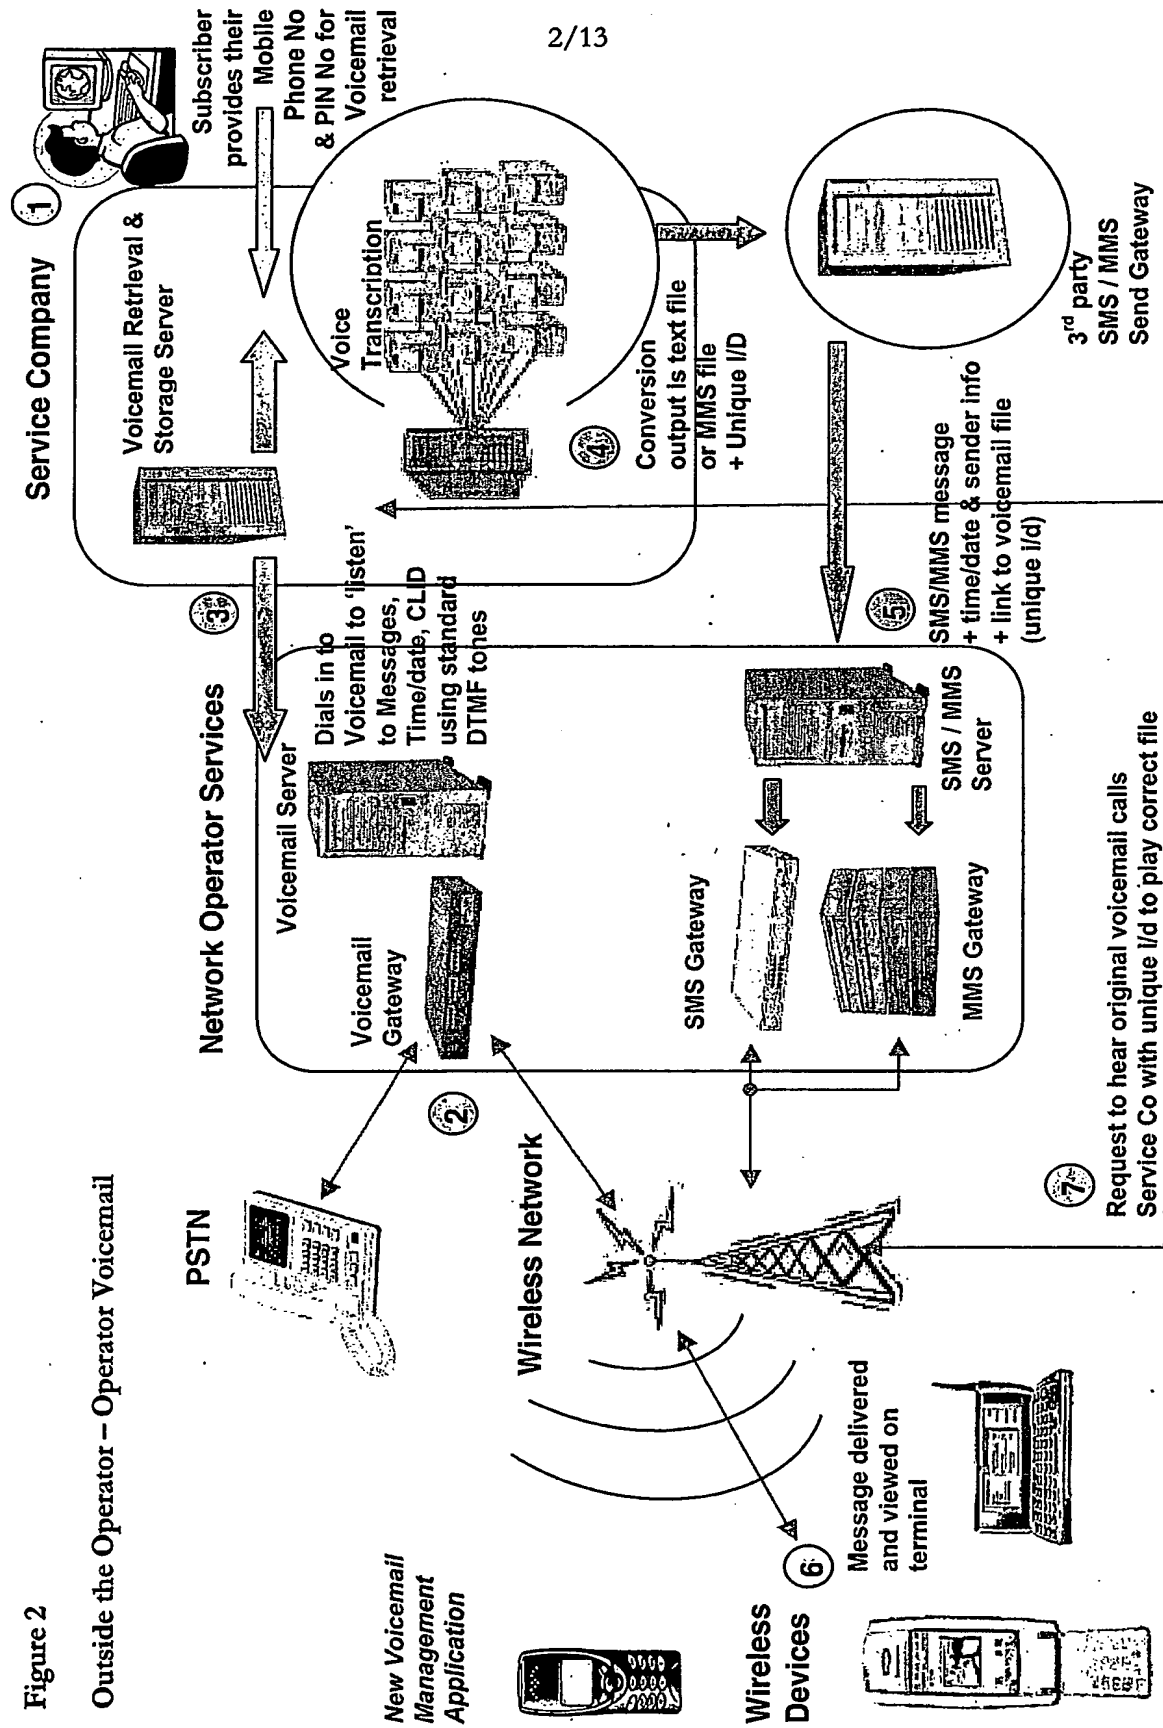 2/13
Figure 2
Outside the Operator – Operator Voicemail
PSTN
Network Operator Services
Service Company
1
Subscriber
provides their
Mobile
Phone No
& PIN No for
Voicemail
retrieval
Voicemail Retrieval &
Storage Server
3
Voicemail Server
Dials in to
Voicemail to 'listen'
to Messages,
Time/date, CLID
using standard
DTMF tones
Voicemail
Gateway
2
Voice
Transcription
4
Conversion
output is text file
or MMS file
+ Unique I/D
New Voicemail
Management
Application
Wireless Network
SMS Gateway
MMS Gateway
SMS / MMS
Server
5
SMS/MMS message
+ time/date & sender info
+ link to voicemail file
(unique i/d)
3rd party
SMS / MMS
Send Gateway
Wireless
Devices
6
Message delivered
and viewed on
terminal
7
Request to hear original voicemail calls
Service Co with unique I/d to play correct file